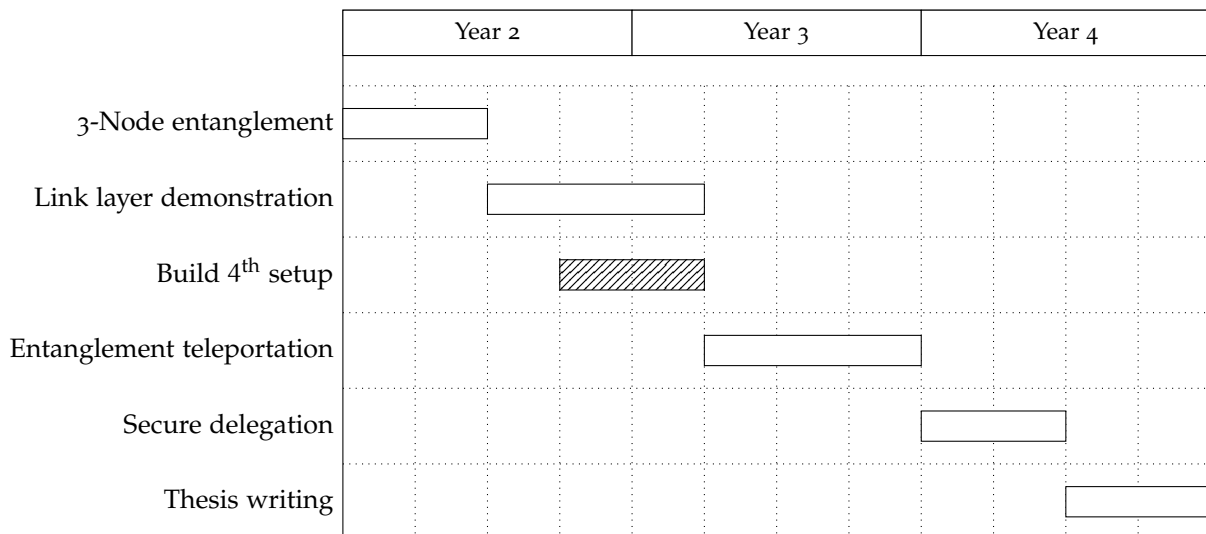 Year 2 Year 3 Year 4
3-Node entanglement
Link layer demonstration
Build 4th setup
Entanglement teleportation
Secure delegation
Thesis writing